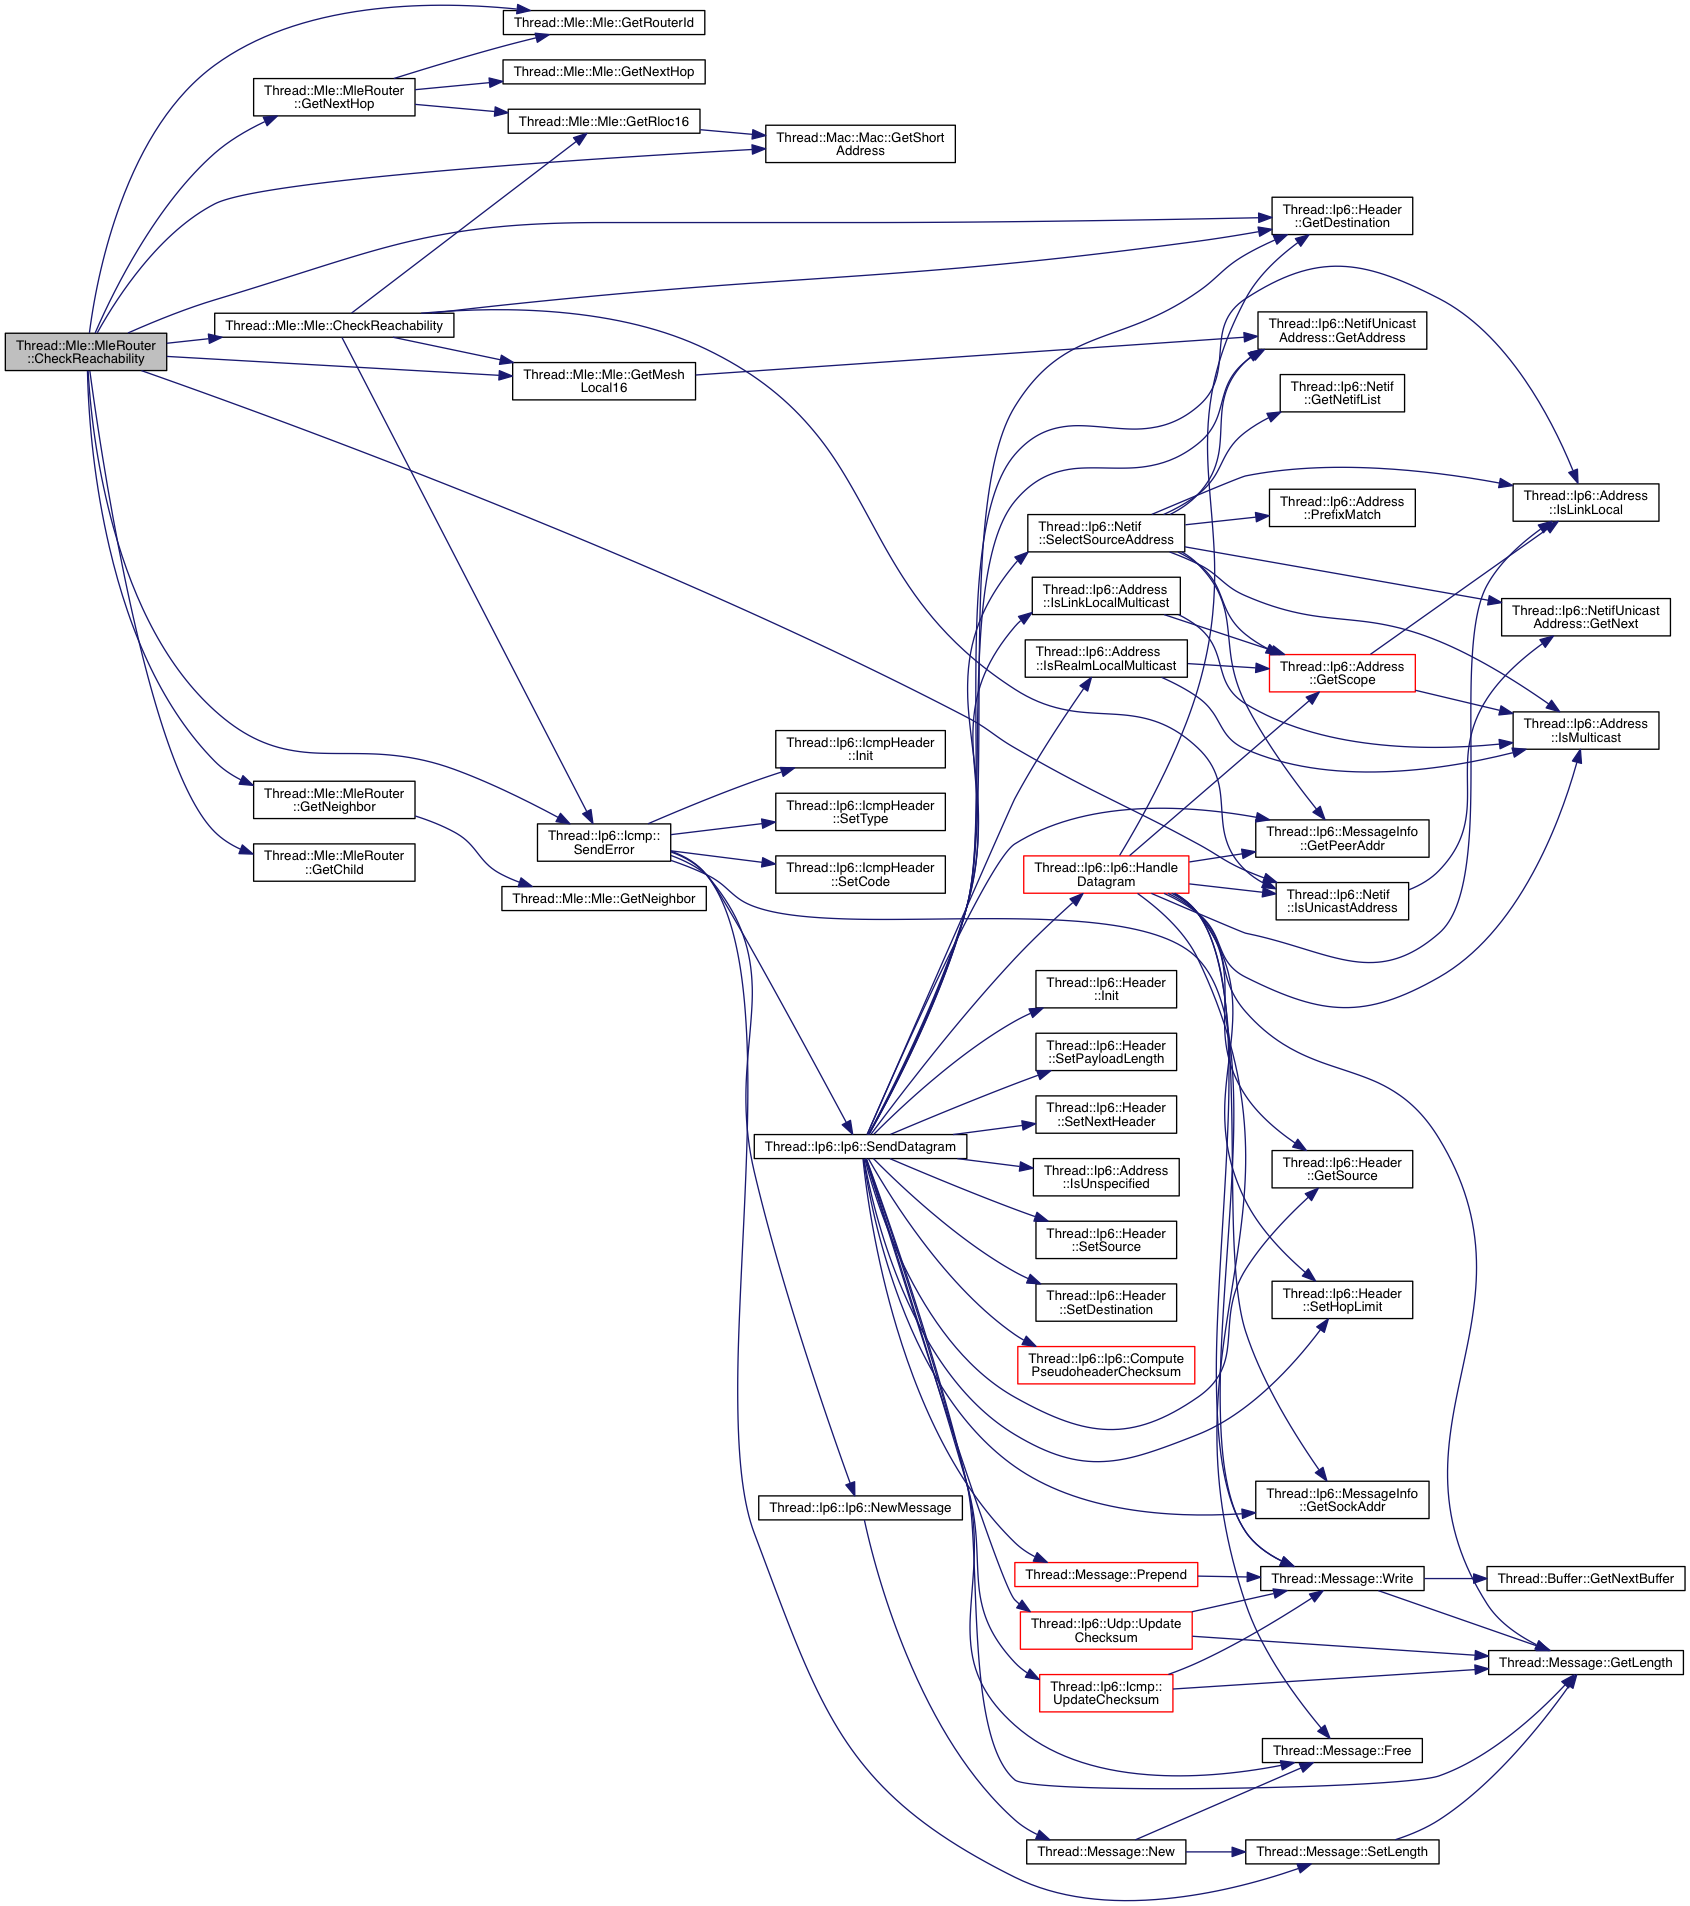 Thread::Mle::MleRouter
::CheckReachability
Thread::Mle::Mle::GetRouterId
Thread::Mle::MleRouter
::GetNextHop
Thread::Mle::Mle::GetNextHop
Thread::Mle::Mle::GetRloc16
Thread::Mac::Mac::GetShort
Address
Thread::Ip6::Header
::GetDestination
Thread::Mle::Mle::CheckReachability
Thread::Mle::Mle::GetMesh
Local16
Thread::Ip6::NetifUnicast
Address::GetAddress
Thread::Ip6::Netif
::GetNetifList
Thread::Ip6::Address
::PrefixMatch
Thread::Ip6::Address
::IsLinkLocal
Thread::Ip6::Netif
::SelectSourceAddress
Thread::Ip6::Address
::IsLinkLocalMulticast
Thread::Ip6::NetifUnicast
Address::GetNext
Thread::Ip6::Address
::IsRealmLocalMulticast
Thread::Ip6::Address
::GetScope
Thread::Ip6::Address
::IsMulticast
Thread::Ip6::IcmpHeader
::Init
Thread::Ip6::IcmpHeader
::SetType
Thread::Ip6::IcmpHeader
::SetCode
Thread::Mle::MleRouter
::GetNeighbor
Thread::Mle::MleRouter
::GetChild
Thread::Ip6::Icmp::
SendError
Thread::Mle::Mle::GetNeighbor
Thread::Ip6::MessageInfo
::GetPeerAddr
Thread::Ip6::Ip6::Handle
Datagram
Thread::Ip6::Netif
::IsUnicastAddress
Thread::Ip6::Header
::Init
Thread::Ip6::Header
::SetPayloadLength
Thread::Ip6::Header
::SetNextHeader
Thread::Ip6::Ip6::SendDatagram
Thread::Ip6::Address
::IsUnspecified
Thread::Ip6::Header
::GetSource
Thread::Ip6::Header
::SetSource
Thread::Ip6::Header
::SetDestination
Thread::Ip6::Header
::SetHopLimit
Thread::Ip6::Ip6::Compute
PseudoheaderChecksum
Thread::Ip6::Ip6::NewMessage
Thread::Ip6::MessageInfo
::GetSockAddr
Thread::Message::Prepend
Thread::Message::Write
Thread::Buffer::GetNextBuffer
Thread::Ip6::Udp::Update
Checksum
Thread::Message::GetLength
Thread::Ip6::Icmp::
UpdateChecksum
Thread::Message::Free
Thread::Message::New
Thread::Message::SetLength